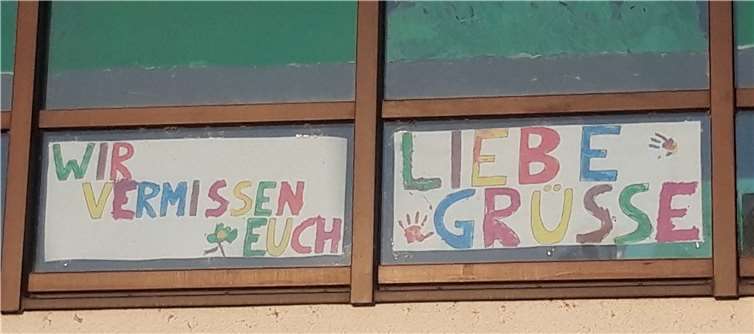 WIR
VERMISSEN
EUCH
LIEBE
GRÜSSE